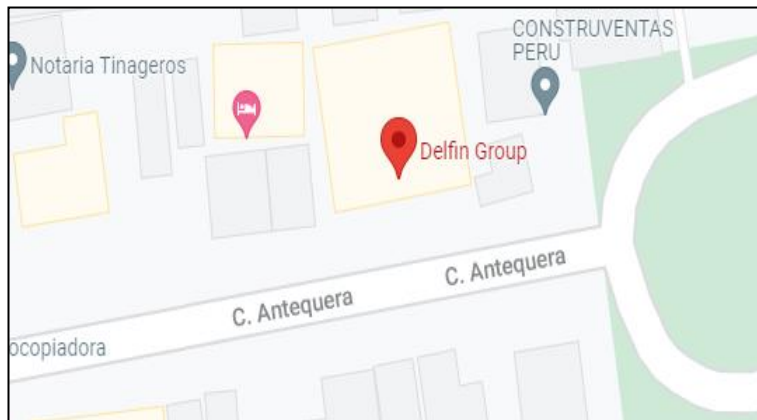 CONSTRUVENTAS
PERU
Notaria Tinageros
Delfin Group
C. Antequera
C. Antequera
ocopiadora